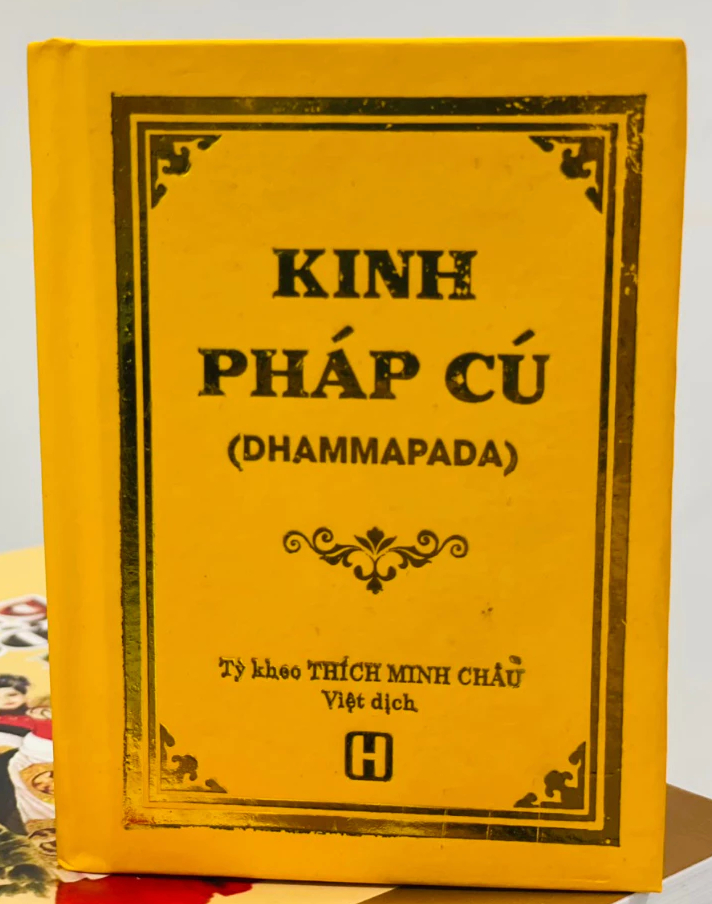 KINH
PHÁP CÚ
(DHAMMAPADA)
Tỳ kheo THÍCH MINH CHÂU
Việt dịch
H